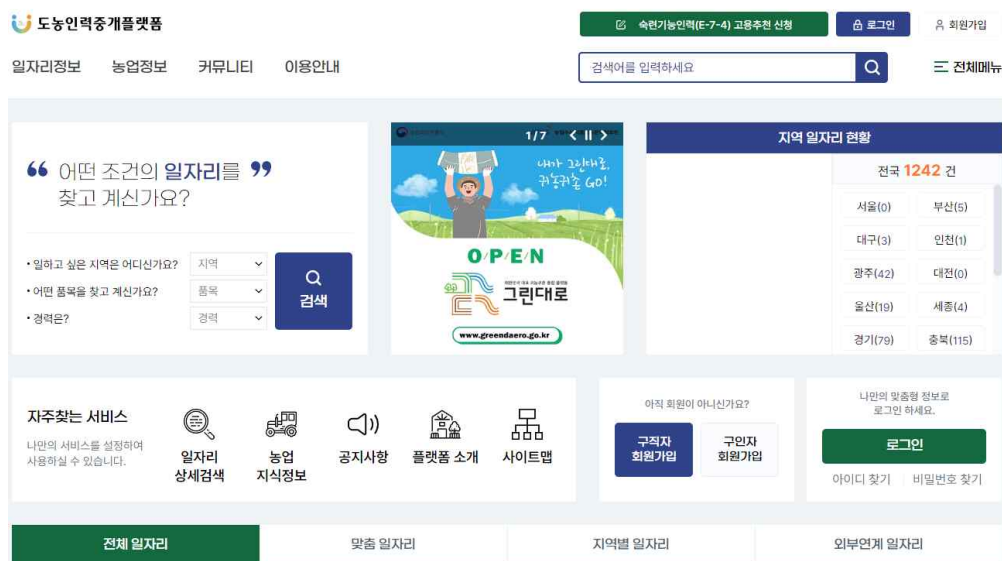 도농인력중개플랫폼
숙련기능인력(E-7-4) 고용추천 신청
로그인
회원가입
일자리정보 농업정보 커뮤니티 이용안내
검색어를 입력하세요
전체메뉴
“ 어떤 조건의 일자리를 ”
찾고 계신가요?
• 일하고 싶은 지역은 어디신가요? 지역
• 어떤 품목을 찾고 계신가요? 품목
• 경력은? 경력
검색
1/7
내가 그린대로,
귀농귀촌 GO!
O/P/E/N
그린대로
www.greendaero.go.kr
지역 일자리 현황
전국 1242 건
서울(0) 부산(5)
대구(3) 인천(1)
광주(42) 대전(0)
울산(19) 세종(4)
경기(79) 충북(115)
자주찾는 서비스
나만의 서비스를 설정하여
사용하실 수 있습니다.
일자리
상세검색
농업
지식정보
공지사항
플랫폼 소개
사이트맵
아직 회원이 아니신가요?
구직자
회원가입
구인자
회원가입
나만의 맞춤형 정보로
로그인 하세요.
로그인
아이디 찾기 비밀번호 찾기
전체 일자리 맞춤 일자리 지역별 일자리 외부연계 일자리